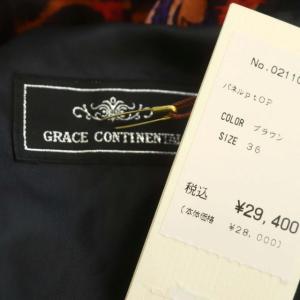 GRACE CONTINENTAL
No.02110
パネルPtOP
COLOR ブラウン
SIZE 36
税込 ¥29,400
(本体価格 ¥28,000)